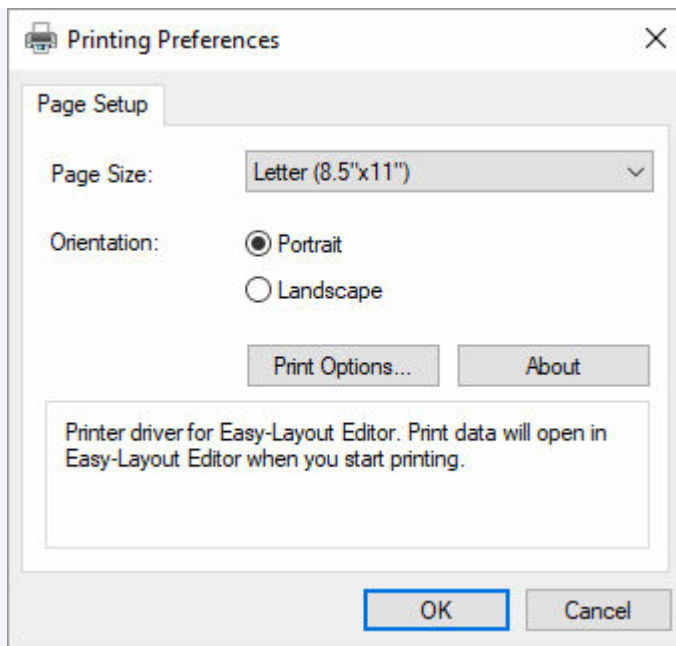 Printing Preferences
Page Setup
Page Size:
Letter (8.5"x11")
Orientation:
Portrait
Landscape
Print Options...
About
Printer driver for Easy-Layout Editor. Print data will open in
Easy-Layout Editor when you start printing.
OK
Cancel